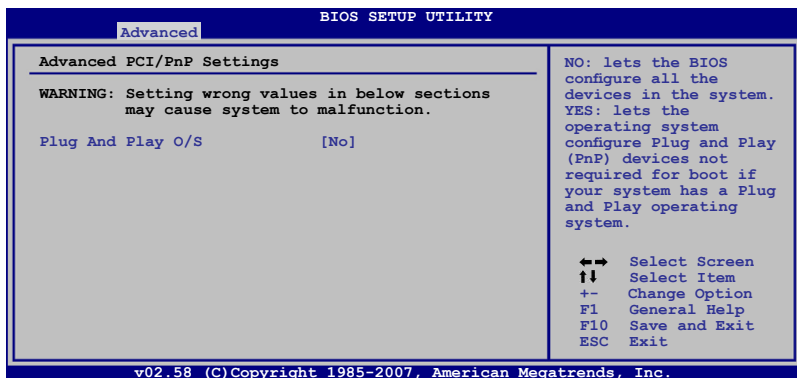 BIOS SETUP UTILITY
Advanced
Advanced PCI/PnP Settings
WARNING: Setting wrong values in below sections
may cause system to malfunction.
Plug And Play O/S [No]
NO: lets the BIOS
configure all the
devices in the system.
YES: lets the
operating system
configure Plug and Play
(PnP) devices not
required for boot if
your system has a Plug
and Play operating
system.
←→ Select Screen
↑↓ Select Item
+- Change Option
F1 General Help
F10 Save and Exit
ESC Exit
v02.58 (C)Copyright 1985-2007, American Megatrends, Inc.